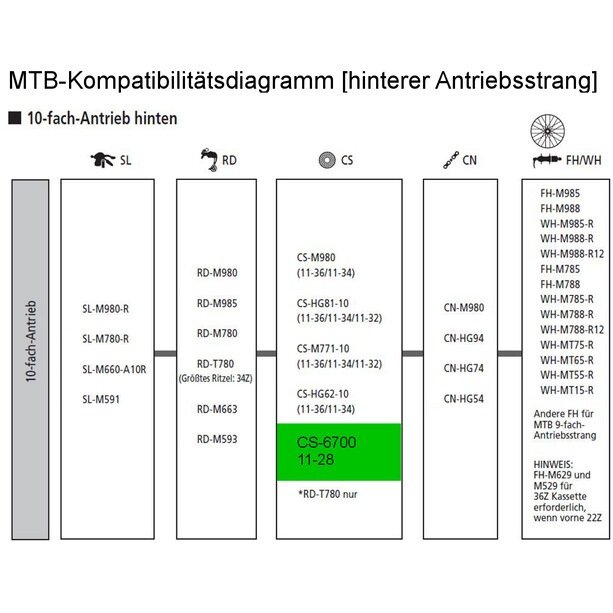 MTB-Kompatibilitätsdiagramm [hinterer Antriebsstrang]
10-fach-Antrieb hinten
SL
RD
CS
CN
FH/WH
10-fach-Antrieb
SL-M980-R
SL-M780-R
SL-M660-A10R
SL-M591
RD-M980
RD-M985
RD-M780
RD-T780
(Größtes Ritzel: 34Z)
RD-M663
RD-M593
CS-M980
(11-36/11-34)
CS-HG81-10
(11-36/11-34/11-32)
CS-M771-10
(11-36/11-34/11-32)
CS-HG62-10
(11-36/11-34)
CS-6700
11-28
*RD-T780 nur
CN-M980
CN-HG94
CN-HG74
CN-HG54
FH-M985
FH-M988
WH-M985-R
WH-M988-R
WH-M988-R12
FH-M785
FH-M788
WH-M785-R
WH-M788-R
WH-M788-R12
WH-MT75-R
WH-MT65-R
WH-MT55-R
WH-MT15-R
Andere FH für
MTB 9-fach-
Antriebsstrang
HINWEIS:
FH-M629 und
M529 für
36Z Kassette
erforderlich,
wenn vorne 22Z